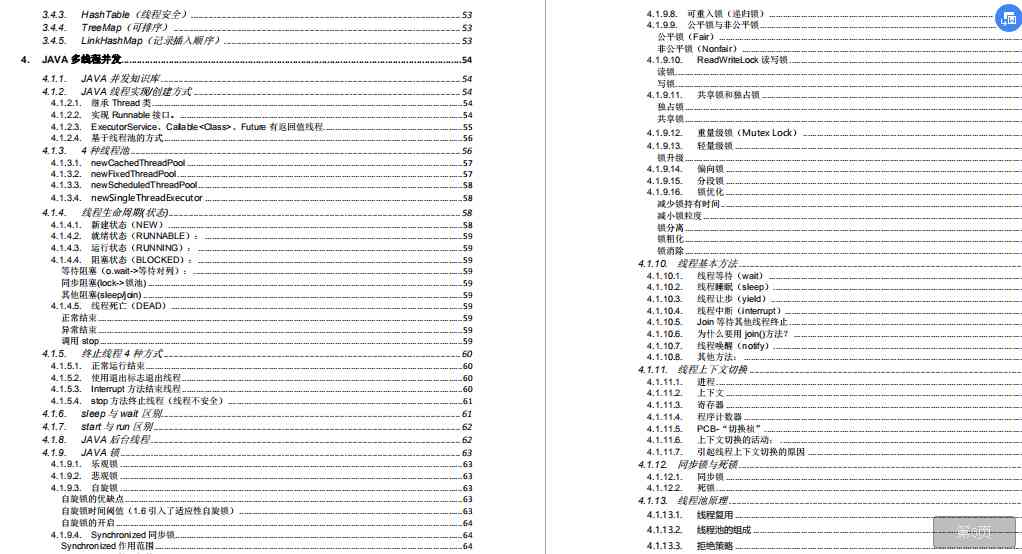 3.4.3. HashTable（线程安全） 53
3.4.4. TreeMap（可排序） 53
3.4.5. LinkHashMap（记录插入顺序） 53
4. JAVA 多线程并发 54
4.1.1. JAVA 并发知识库 54
4.1.2. JAVA 线程实现/创建方式 54
4.1.2.1. 继承 Thread 类 54
4.1.2.2. 实现 Runnable 接口。 54
4.1.2.3. ExecutorService、Callable<Class>、Future 有返回值线程 55
4.1.2.4. 基于线程池的方式 56
4.1.3. 4 种线程池 56
4.1.3.1. newCachedThreadPool 57
4.1.3.2. newFixedThreadPool 57
4.1.3.3. newScheduledThreadPool 58
4.1.3.4. newSingleThreadExecutor 58
4.1.4. 线程生命周期(状态) 58
4.1.4.1. 新建状态（NEW） 58
4.1.4.2. 就绪状态（RUNNABLE）： 59
4.1.4.3. 运行状态（RUNNING）： 59
4.1.4.4. 阻塞状态（BLOCKED）： 59
等待阻塞（o.wait->等待对列）： 59
同步阻塞(lock->锁池) 59
其他阻塞(sleep/join) 59
4.1.4.5. 线程死亡（DEAD） 59
正常结束 59
异常结束 59
调用 stop 59
4.1.5. 终止线程 4 种方式 60
4.1.5.1. 正常运行结束 60
4.1.5.2. 使用退出标志退出线程 60
4.1.5.3. Interrupt 方法结束线程 60
4.1.5.4. stop 方法终止线程（线程不安全） 61
4.1.6. sleep 与 wait 区别 61
4.1.7. start 与 run 区别 62
4.1.8. JAVA 后台线程 62
4.1.9. JAVA 锁 63
4.1.9.1. 乐观锁 63
4.1.9.2. 悲观锁 63
4.1.9.3. 自旋锁 63
自旋锁的优缺点 63
自旋锁时间阈值（1.6 引入了适应性自旋锁） 63
自旋锁的开启 64
4.1.9.4. Synchronized 同步锁 64
Synchronized 作用范围 64
4.1.9.8. 可重入锁（递归锁）
4.1.9.9. 公平锁与非公平锁
公平锁（Fair）
非公平锁（Nonfair）
4.1.9.10. ReadWriteLock 读写锁
读锁
写锁
4.1.9.11. 共享锁和独占锁
独占锁
共享锁
4.1.9.12. 重量级锁（Mutex Lock）
4.1.9.13. 轻量级锁
锁升级
4.1.9.14. 偏向锁
4.1.9.15. 分段锁
4.1.9.16. 锁优化
减少锁持有时间
减小锁粒度
锁分离
锁粗化
锁消除
4.1.10. 线程基本方法
4.1.10.1. 线程等待（wait）
4.1.10.2. 线程睡眠（sleep）
4.1.10.3. 线程让步（yield）
4.1.10.4. 线程中断（interrupt）
4.1.10.5. Join 等待其他线程终止
4.1.10.6. 为什么要用 join()方法？
4.1.10.7. 线程唤醒（notify）
4.1.10.8. 其他方法：
4.1.11. 线程上下文切换
4.1.11.1. 进程
4.1.11.2. 上下文
4.1.11.3. 寄存器
4.1.11.4. 程序计数器
4.1.11.5. PCB-“切换桢”
4.1.11.6. 上下文切换的活动：
4.1.11.7. 引起线程上下文切换的原因
4.1.12. 同步锁与死锁
4.1.12.1. 同步锁
4.1.12.2. 死锁
4.1.13. 线程池原理
4.1.13.1. 线程复用
4.1.13.2. 线程池的组成
4.1.13.3. 拒绝策略